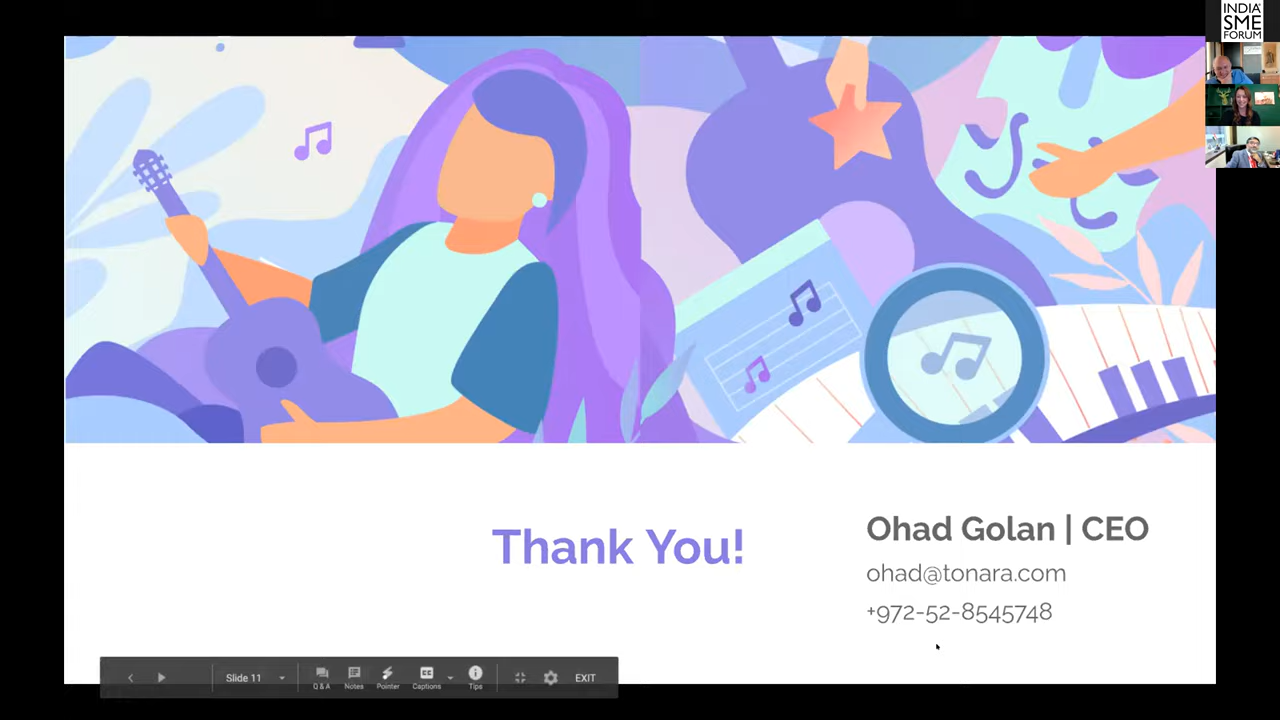 INDIA
SME
FORUM
Thank You!
Ohad Golan | CEO
ohad@tonara.com
+972-52-8545748
Slide 11
Q & A
Notes
Pointer
Captions
Tips
EXIT